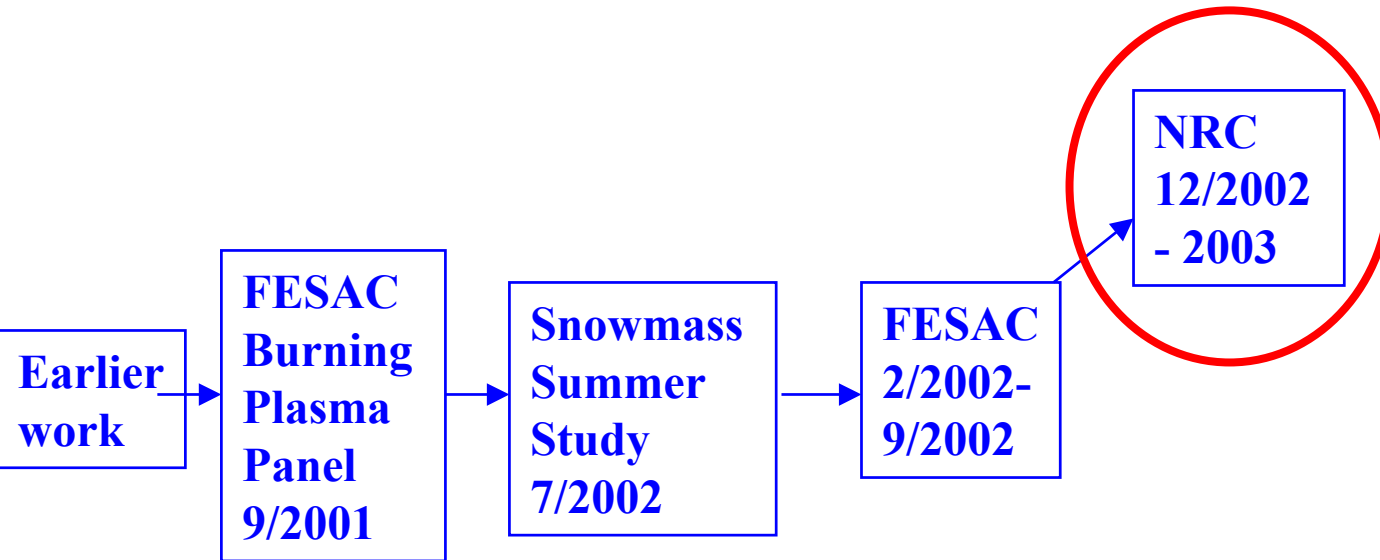 Earlier
work
FESAC
Burning
Plasma
Panel
9/2001
Snowmass
Summer
Study
7/2002
FESAC
2/2002-
9/2002
NRC
12/2002
- 2003